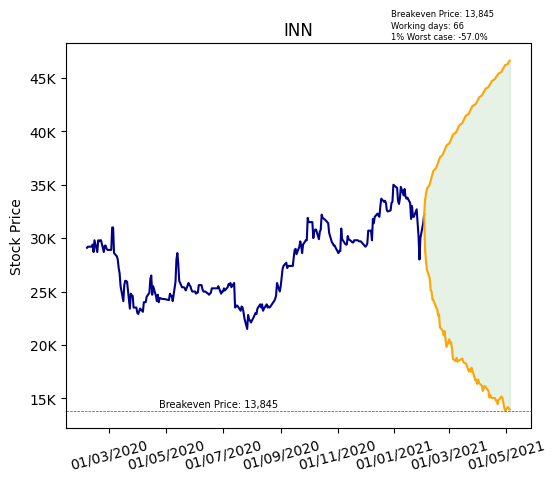 Breakeven Price: 13,845
Working days: 66
1% Worst case: -57.0%
INN
Stock Price
45K
40K
35K
30K
25K
20K
15K
Breakeven Price: 13,845
01/03/2020
01/05/2020
01/07/2020
01/09/2020
01/11/2020
01/01/2021
01/03/2021
01/05/2021